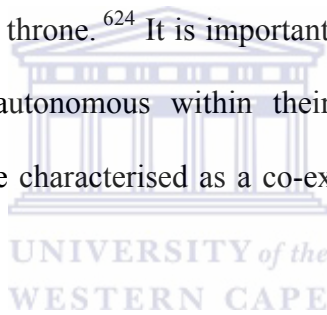 throne. 624 It is important
autonomous within their
e characterised as a co-ex
UNIVERSITY of the
WESTERN CAPE